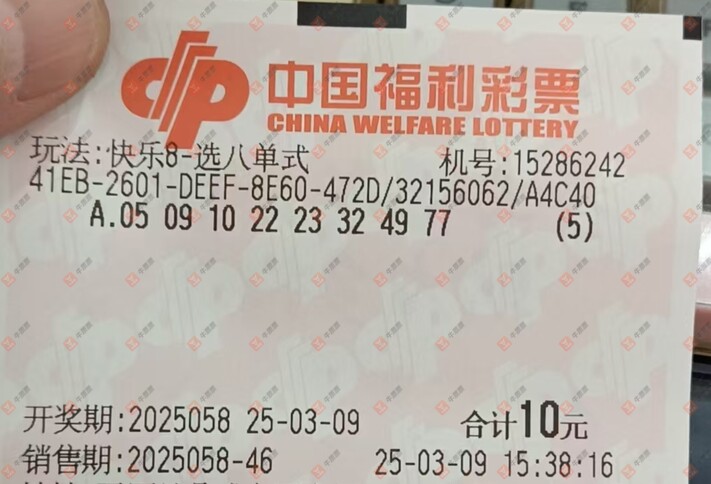 中国福利彩票
CHINA WELFARE LOTTERY
玩法:快乐8-选八单式 机号:15286242
41EB-2601-DEEF-8E60-472D/32156062/A4C40
A.05 09 10 22 23 32 49 77 (5)
开奖期:2025058 25-03-09 合计10元
销售期:2025058-46 25-03-09 15:38:16